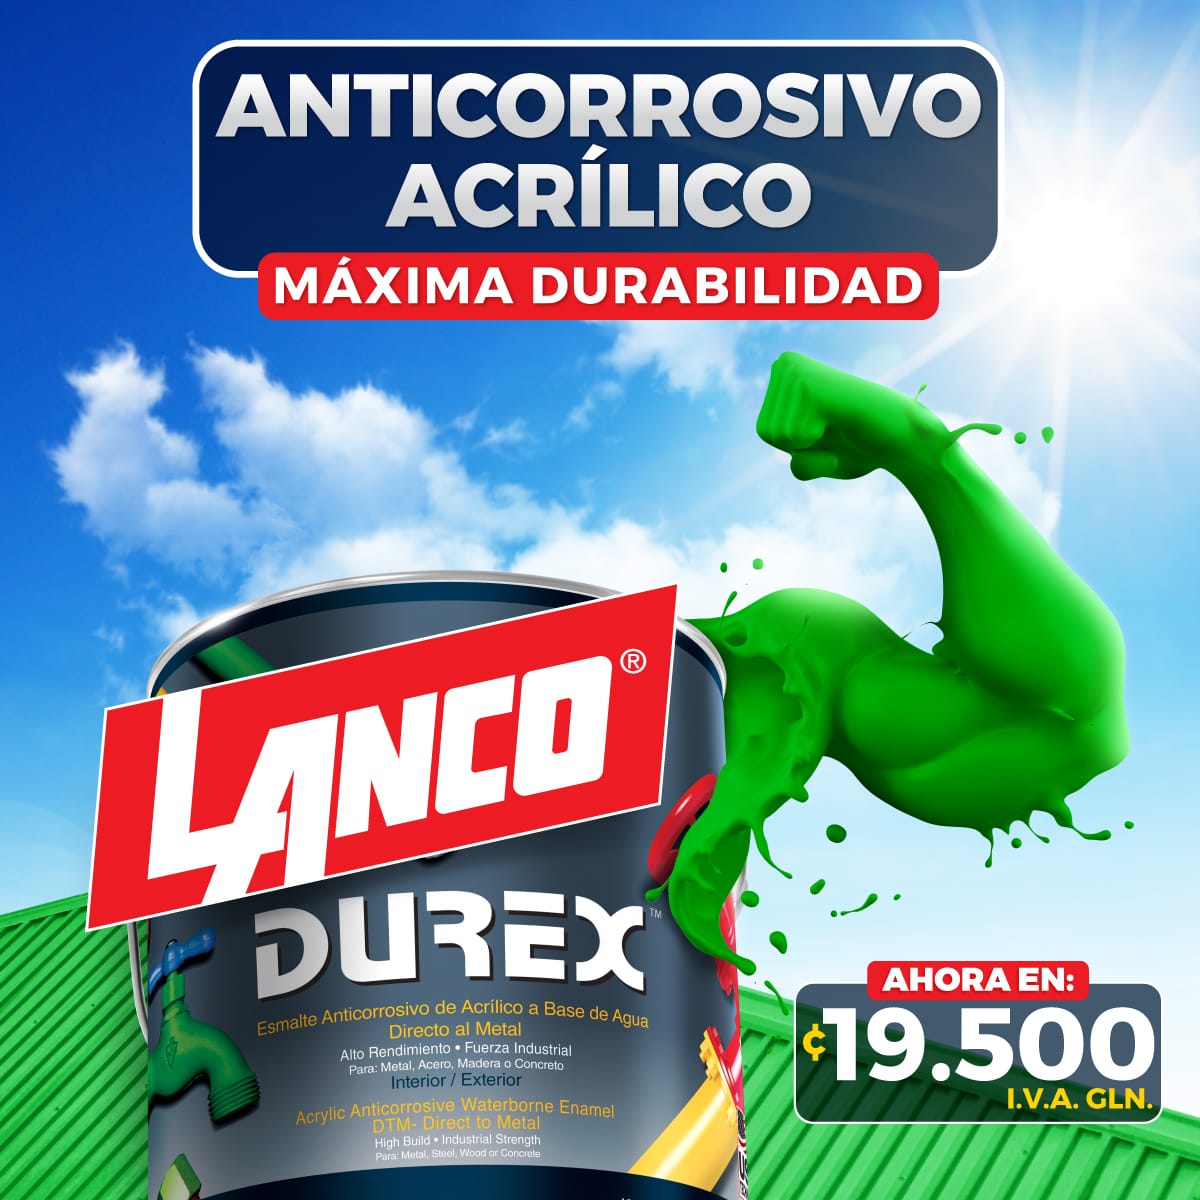 ANTICORROSIVO
ACRÍLICO
MÁXIMA DURABILIDAD
LANCO®
DUREX™
Esmalte Anticorrosivo de Acrílico a Base de Agua
Directo al Metal
Alto Rendimiento • Fuerza Industrial
Para: Metal, Acero, Madera o Concreto
Interior / Exterior
Acrylic Anticorrosive Waterborne Enamel
DTM- Direct to Metal
High Build • Industrial Strength
Para: Metal, Steel, Wood or Concrete
AHORA EN:
¢19.500
I.V.A. GLN.